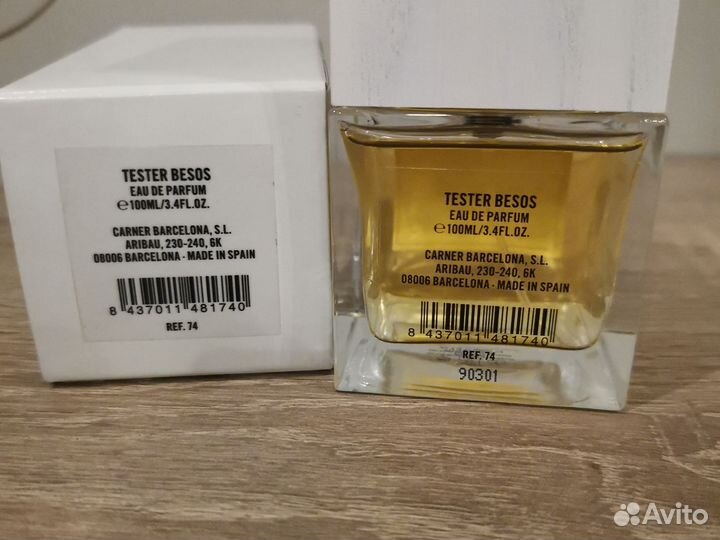 TESTER BESOS
EAU DE PARFUM
℮100ML/3.4FL.OZ.
CARNER BARCELONA, S.L.
ARIBAU, 230-240, 6K
08006 BARCELONA · MADE IN SPAIN
8 437011 481740
REF. 74
TESTER BESOS
EAU DE PARFUM
℮100ML/3.4FL.OZ.
CARNER BARCELONA, S.L.
ARIBAU, 230-240, 6K
08006 BARCELONA · MADE IN SPAIN
8 437011 481740
REF. 74
90301
Avito